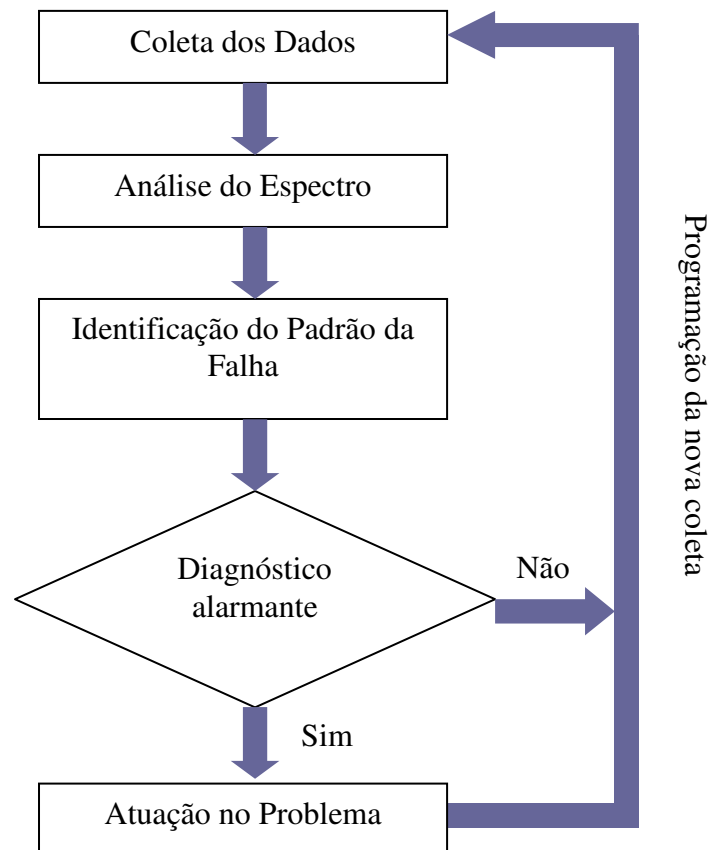 Coleta dos Dados
Análise do Espectro
Identificação do Padrão da
Falha
Diagnóstico
alarmante
Não
Sim
Atuação no Problema
Programação da nova coleta